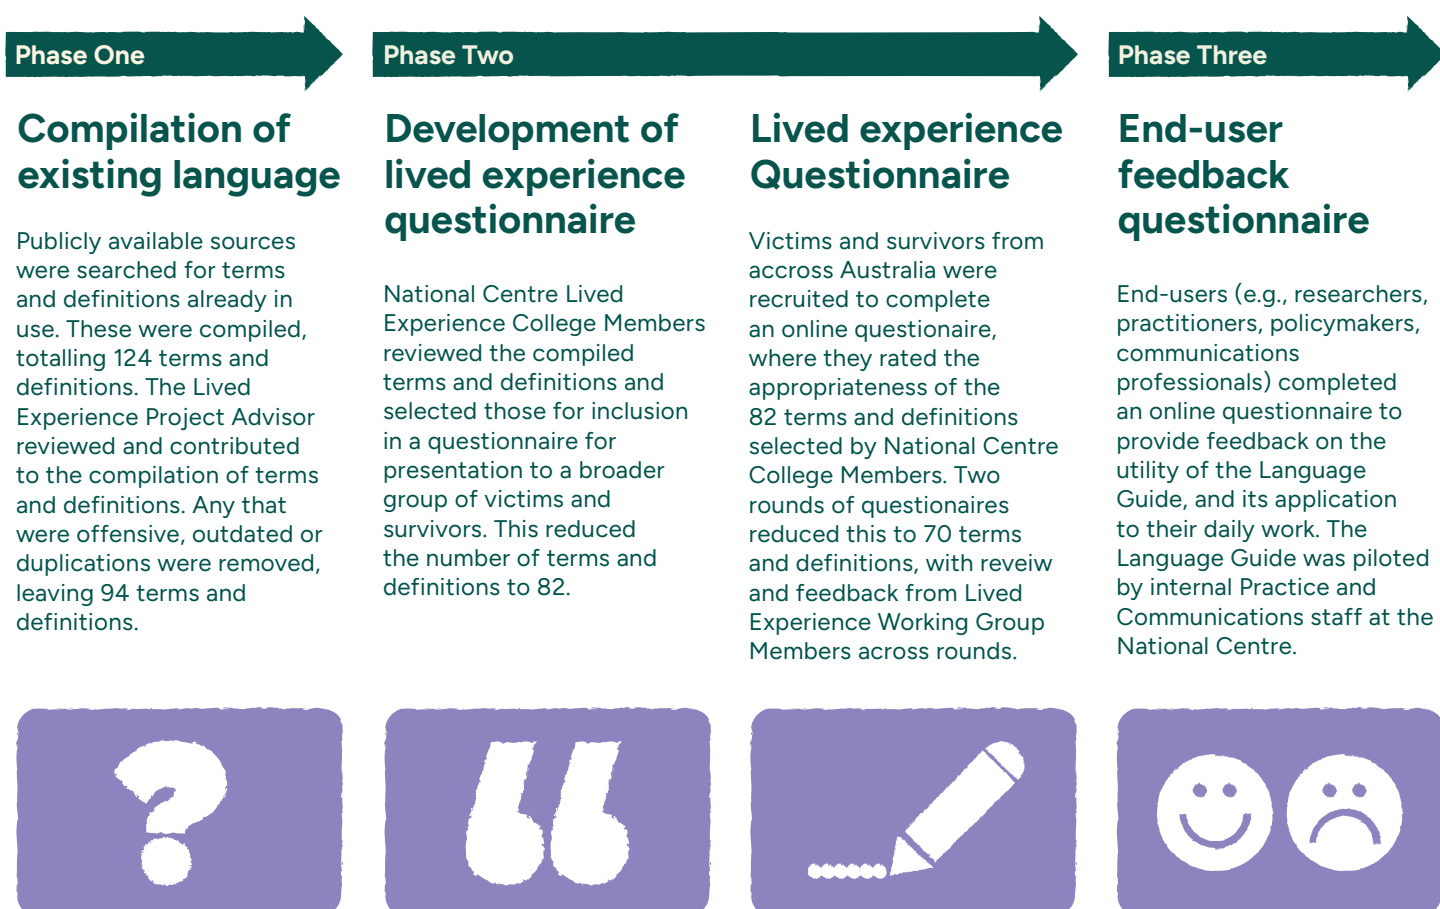 Phase One
Compilation of
existing language
Publicly available sources
were searched for terms
and definitions already in
use. These were compiled,
totalling 124 terms and
definitions. The Lived
Experience Project Advisor
reviewed and contributed
to the compilation of terms
and definitions. Any that
were offensive, outdated or
duplications were removed,
leaving 94 terms and
definitions.
Phase Two
Development of
lived experience
questionnaire
National Centre Lived
Experience College Members
reviewed the compiled
terms and definitions and
selected those for inclusion
in a questionnaire for
presentation to a broader
group of victims and
survivors. This reduced
the number of terms and
definitions to 82.
Lived experience
Questionnaire
Victims and survivors from
accross Australia were
recruited to complete
an online questionaire,
where they rated the
appropriateness of the
82 terms and definitions
selected by National Centre
College Members. Two
rounds of questionaires
reduced this to 70 terms
and definitions, with reveiw
and feedback from Lived
Experience Working Group
Members across rounds.
Phase Three
End-user
feedback
questionnaire
End-users (e.g., researchers,
practitioners, policymakers,
communications
professionals) completed
an online questionnaire to
provide feedback on the
utility of the Language
Guide, and its application
to their daily work. The
Language Guide was piloted
by internal Practice and
Communications staff at the
National Centre.